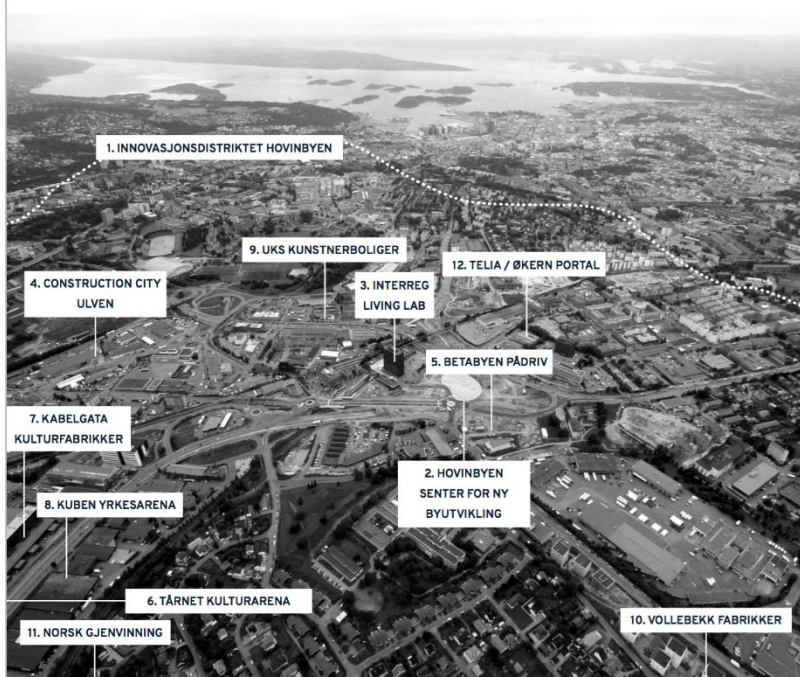 1. INNOVASJONSDISTRIKTET HOVINBYEN
9. UKS KUNSTNERBOLIGER
12. TELIA / ØKERN PORTAL
4. CONSTRUCTION CITY
ULVEN
3. INTERREG
LIVING LAB
5. BETABYEN PÅDRIV
7. KABELGATA
KULTURFABRIKKER
2. HOVINBYEN
SENTER FOR NY
BYUTVIKLING
8. KUBEN YRKESARENA
6. TÅRNET KULTURARENA
10. VOLLEBEKK FABRIKKER
11. NORSK GJENVINNING